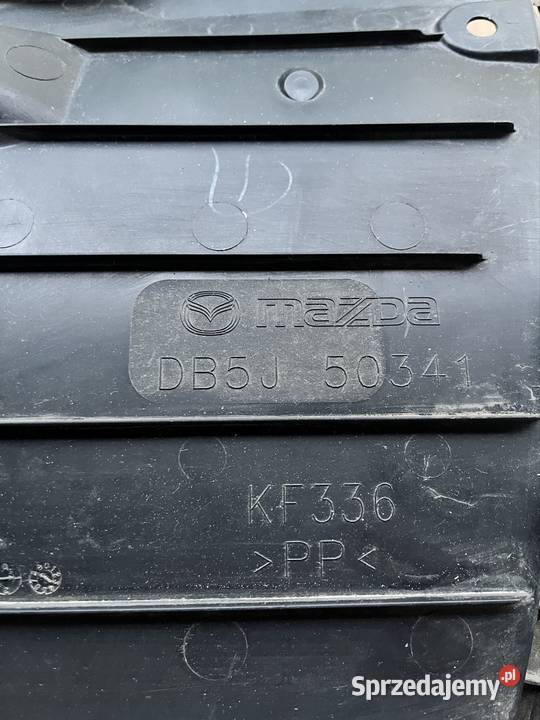 mazda
DB5J 50341
KF336
>PP<
Sprzedajemy.pl